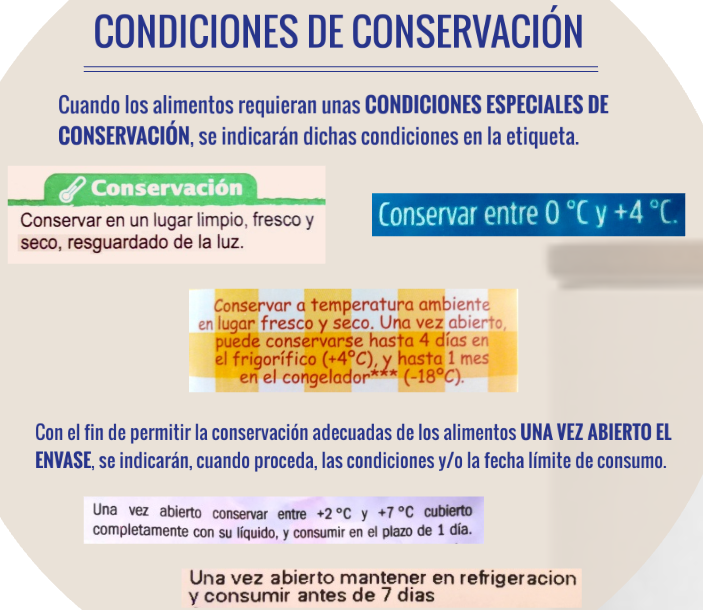 CONDICIONES DE CONSERVACIÓN
Cuando los alimentos requieran unas CONDICIONES ESPECIALES DE
CONSERVACIÓN, se indicarán dichas condiciones en la etiqueta.
Conservación
Conservar en un lugar limpio, fresco y
seco, resguardado de la luz.
Conservar entre 0 °C y +4 °C.
Conservar a temperatura ambiente
en lugar fresco y seco. Una vez abierto,
puede conservarse hasta 4 días en
el frigorífico (+4°C), y hasta 1 mes
en el congelador*** (-18°C).
Con el fin de permitir la conservación adecuadas de los alimentos UNA VEZ ABIERTO EL
ENVASE, se indicarán, cuando proceda, las condiciones y/o la fecha límite de consumo.
Una vez abierto conservar entre +2 °C y +7 °C cubierto
completamente con su líquido, y consumir en el plazo de 1 día.
Una vez abierto mantener en refrigeracion
y consumir antes de 7 dias